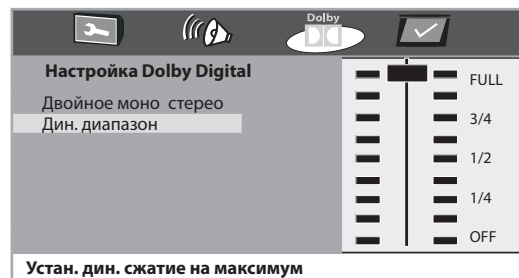 Dolby
Настройка Dolby Digital
Двойное моно стерео
Дин. диапазон
FULL
3/4
1/2
1/4
OFF
Устан. дин. сжатие на максимум